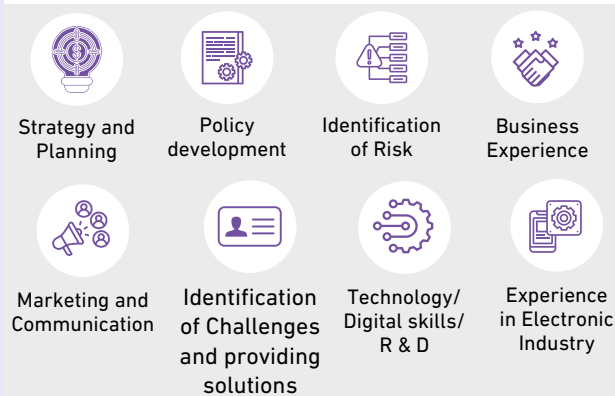 Strategy and
Planning
Policy
development
Identification
of Risk
Business
Experience
Marketing and
Communication
Identification
of Challenges
and providing
solutions
Technology/
Digital skills/
R & D
Experience
in Electronic
Industry